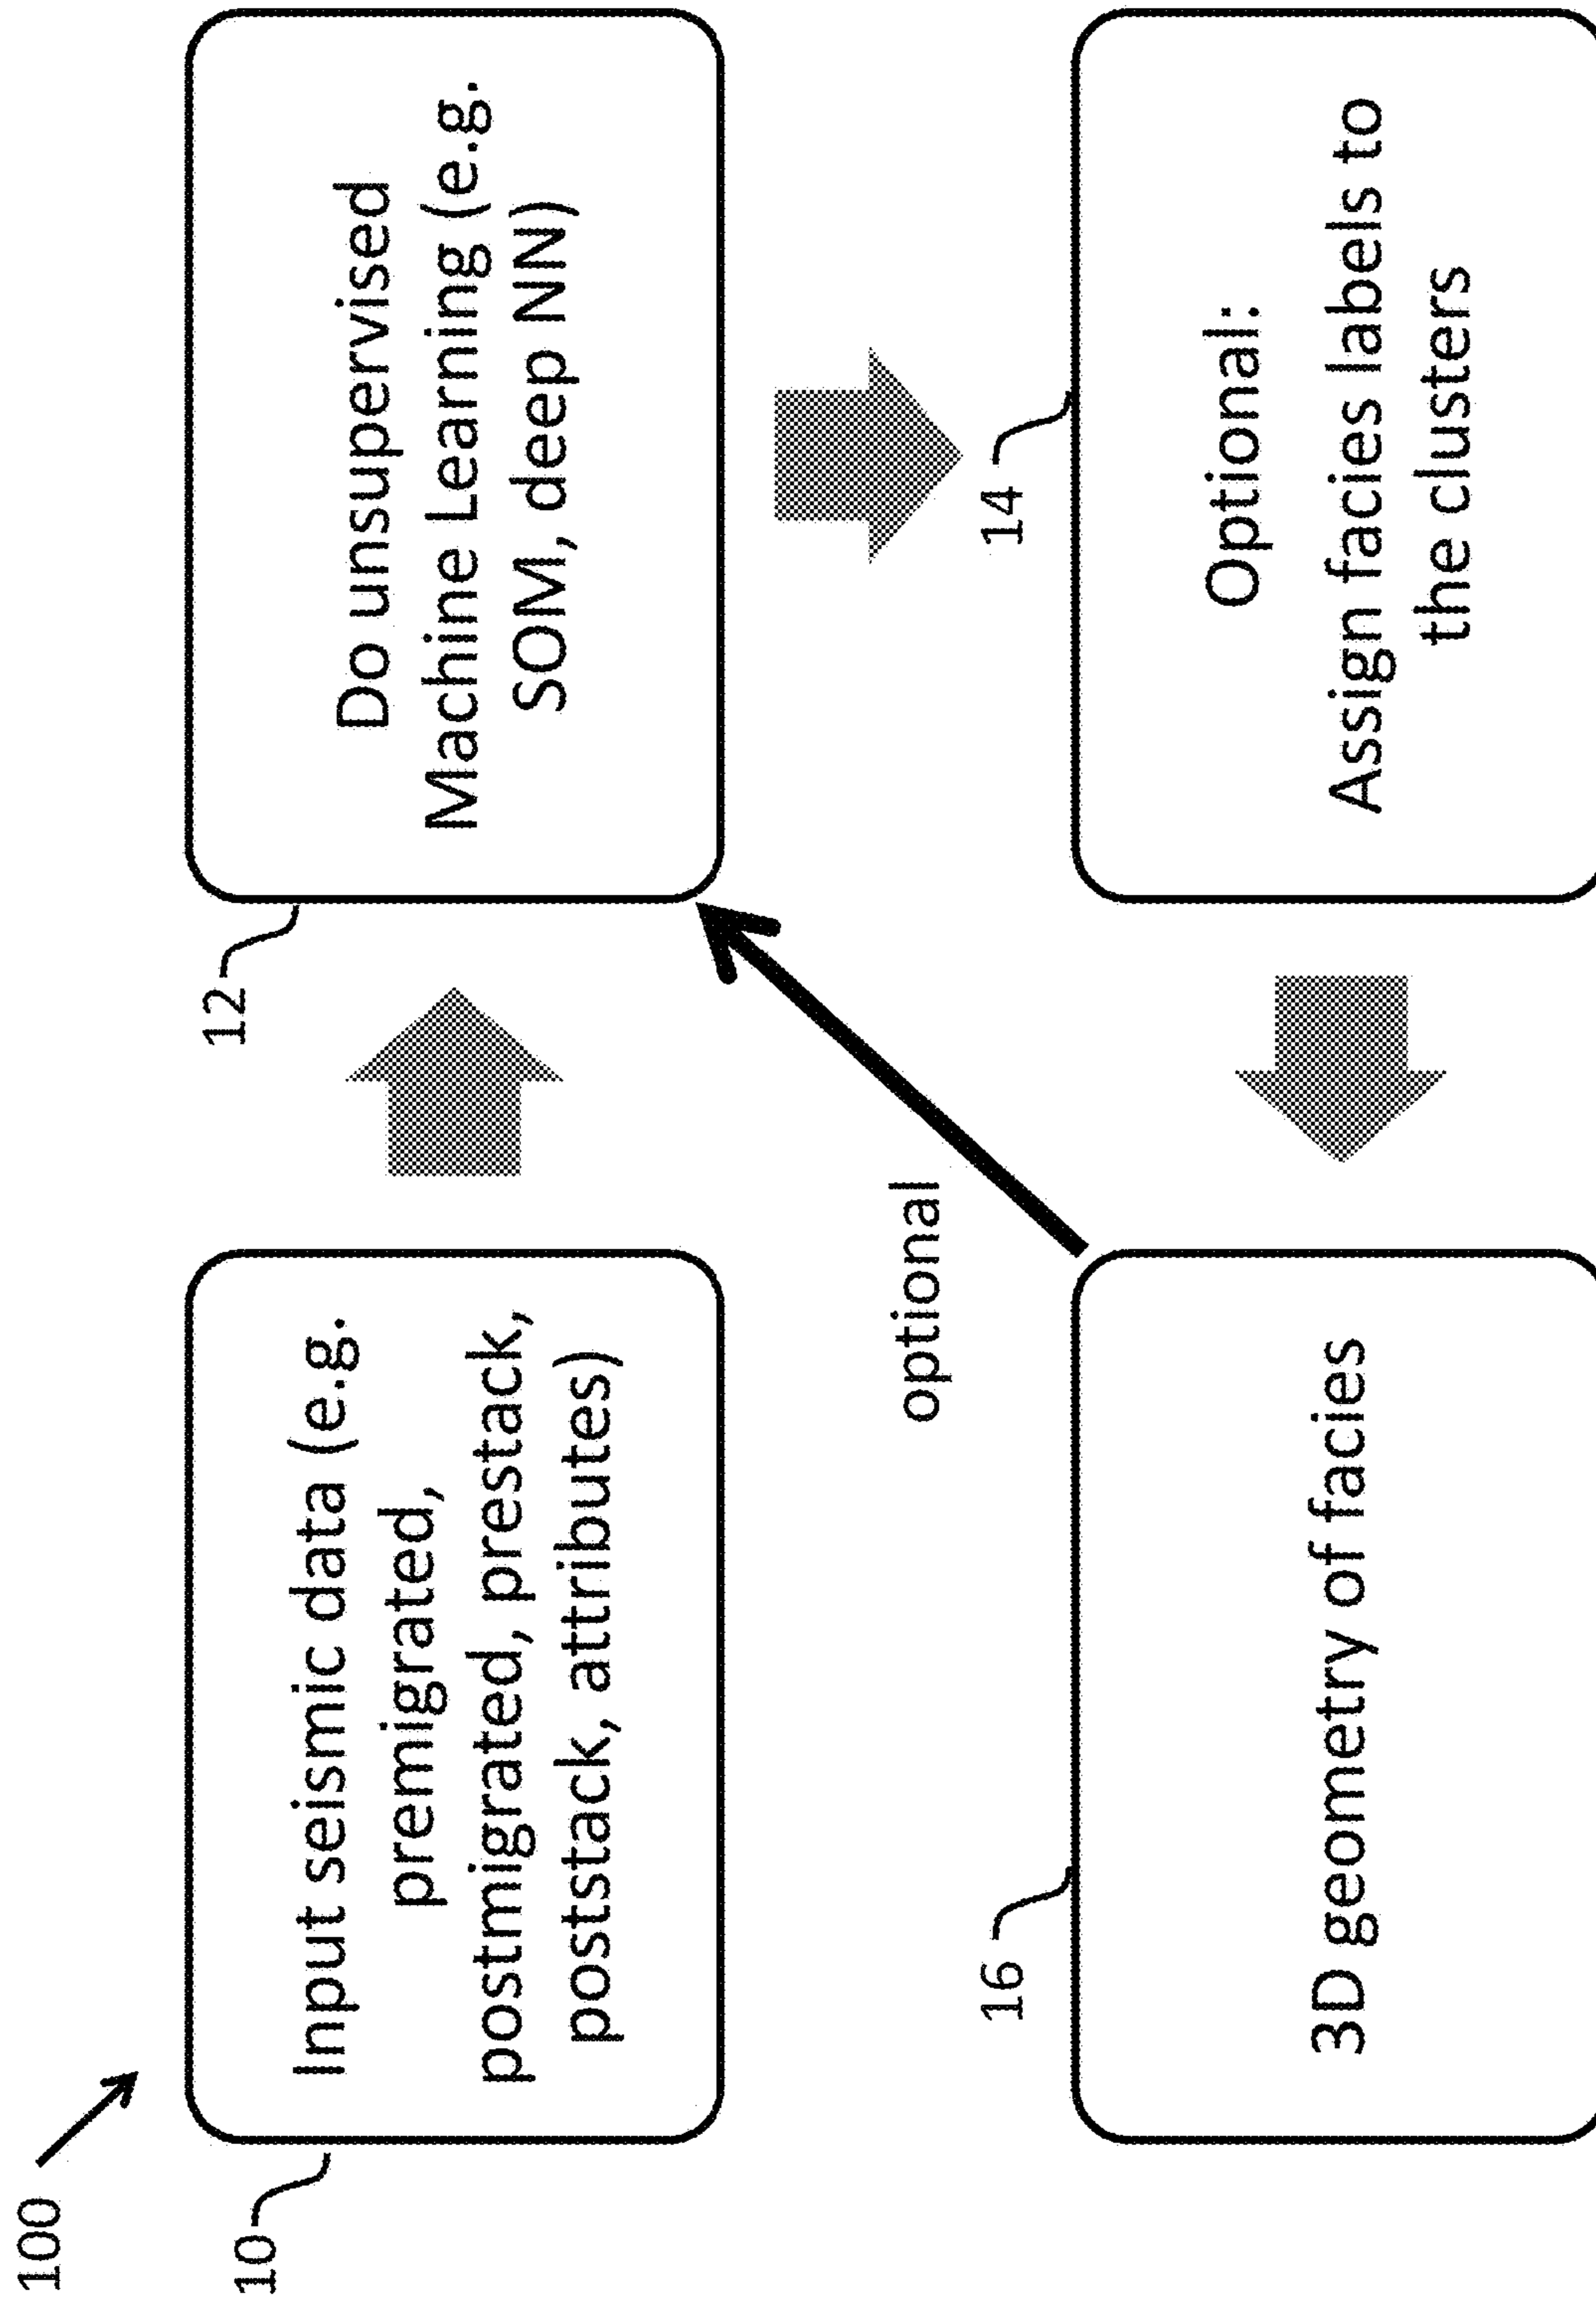 100
10
Input seismic data (e.g.
premigrated,
postmigrated, prestack,
poststack, attributes)
12
Do unsupervised
Machine Learning (e.g.
SOM, deep NN)
optional
16
3D geometry of facies
14
Optional:
Assign facies labels to
the clusters